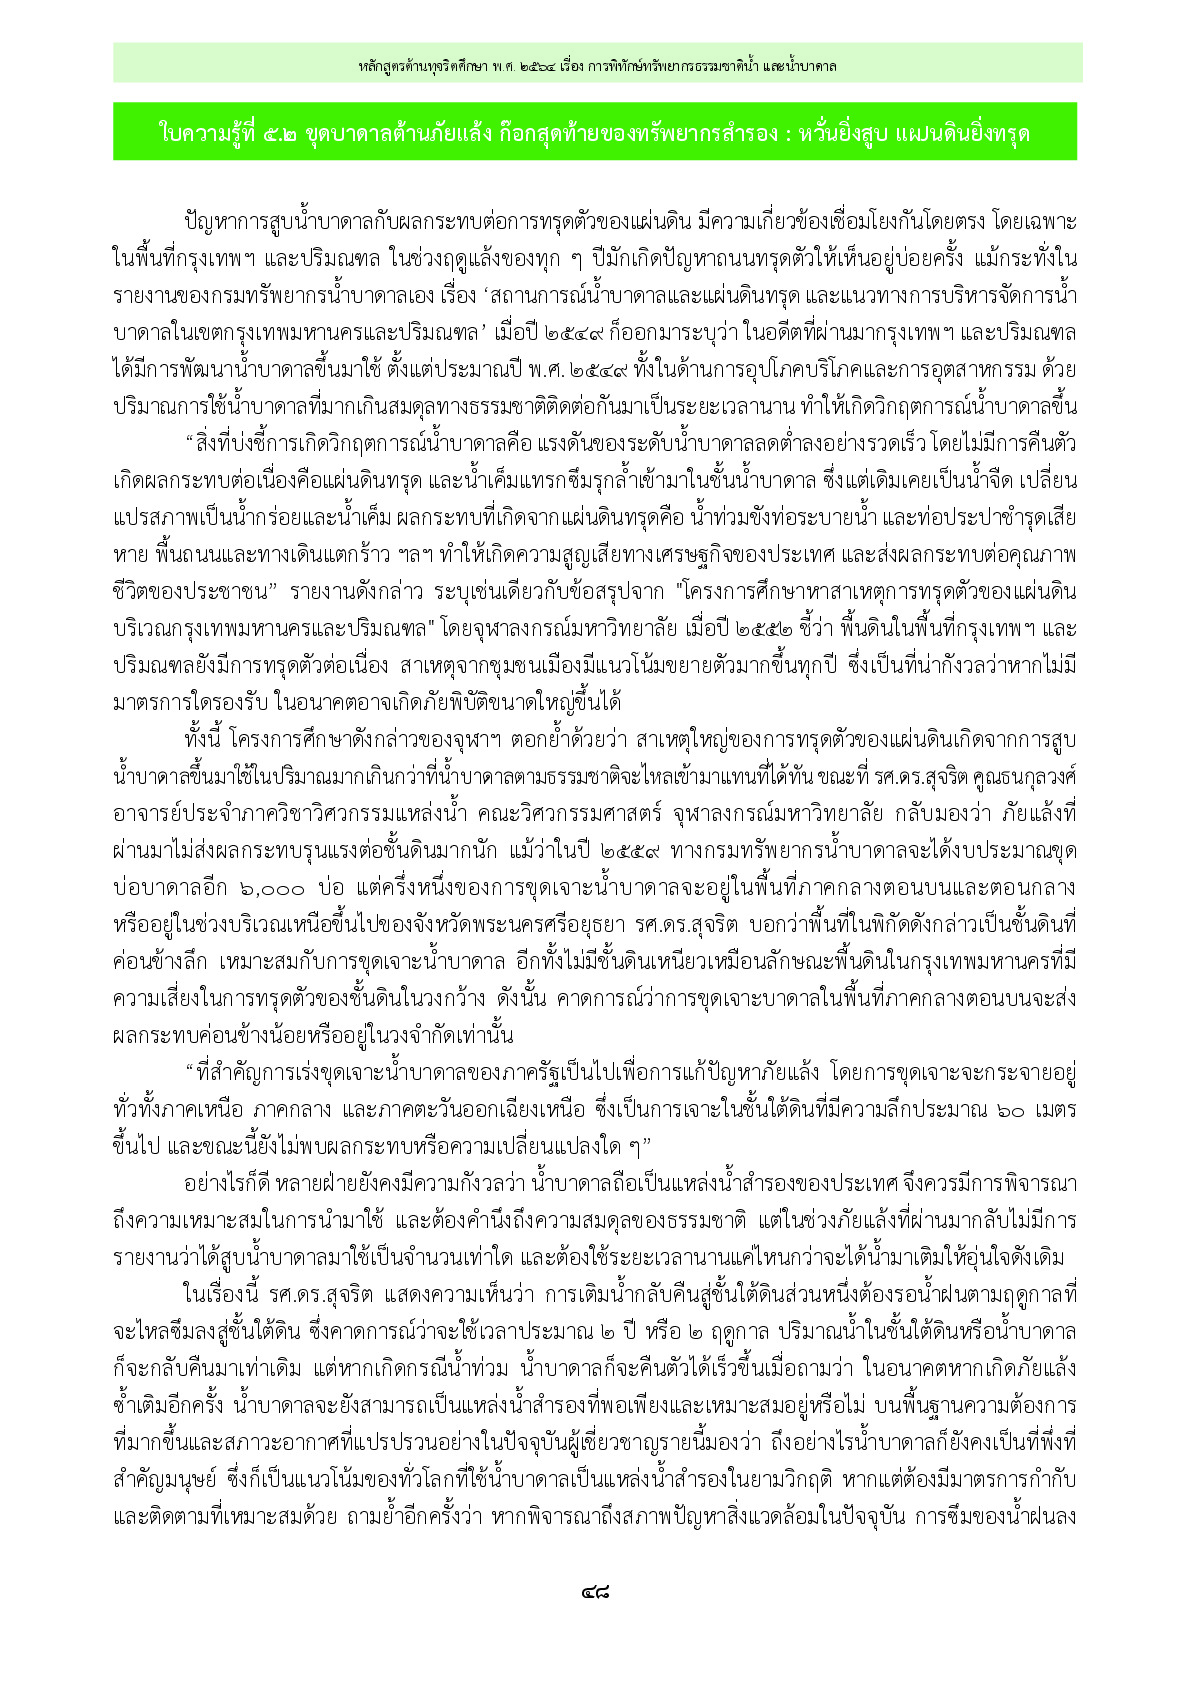 หลักสูตรต้านทุจริตศึกษา พ.ศ. ๒๕๖๔ เรื่อง การพิทักษ์ทรัพยากรธรรมชาติน้ำ และน้ำบาดาล
ใบความรู้ที่ ๕.๒ ขุดบาดาลต้านภัยแล้ง ก๊อกสุดท้ายของทรัพยากรสำรอง : หวั่นยิ่งสูบ แผ่นดินยิ่งทรุด
ปัญหาการสูบน้ำบาดาลกับผลกระทบต่อการทรุดตัวของแผ่นดิน มีความเกี่ยวข้องเชื่อมโยงกันโดยตรง โดยเฉพาะ
ในพื้นที่กรุงเทพฯ และปริมณฑล ในช่วงฤดูแล้งของทุก ๆ ปีมักเกิดปัญหาถนนทรุดตัวให้เห็นอยู่บ่อยครั้ง แม้กระทั่งใน
รายงานของกรมทรัพยากรน้ำบาดาลเอง เรื่อง ‘สถานการณ์น้ำบาดาลและแผ่นดินทรุด และแนวทางการบริหารจัดการน้ำ
บาดาลในเขตกรุงเทพมหานครและปริมณฑล’ เมื่อปี ๒๕๔๙ ก็ออกมาระบุว่า ในอดีตที่ผ่านมากรุงเทพฯ และปริมณฑล
ได้มีการพัฒนาน้ำบาดาลขึ้นมาใช้ ตั้งแต่ประมาณปี พ.ศ. ๒๕๔๙ ทั้งในด้านการอุปโภคบริโภคและการอุตสาหกรรม ด้วย
ปริมาณการใช้น้ำบาดาลที่มากเกินสมดุลทางธรรมชาติติดต่อกันมาเป็นระยะเวลานาน ทำให้เกิดวิกฤตการณ์น้ำบาดาลขึ้น
“สิ่งที่บ่งชี้การเกิดวิกฤตการณ์น้ำบาดาลคือ แรงดันของระดับน้ำบาดาลลดต่ำลงอย่างรวดเร็ว โดยไม่มีการคืนตัว
เกิดผลกระทบต่อเนื่องคือแผ่นดินทรุด และน้ำเค็มแทรกซึมรุกล้ำเข้ามาในชั้นน้ำบาดาล ซึ่งแต่เดิมเคยเป็นน้ำจืด เปลี่ยน
แปรสภาพเป็นน้ำกร่อยและน้ำเค็ม ผลกระทบที่เกิดจากแผ่นดินทรุดคือ น้ำท่วมขังท่อระบายน้ำ และท่อประปาชำรุดเสีย
หาย พื้นถนนและทางเดินแตกร้าว ฯลฯ ทำให้เกิดความสูญเสียทางเศรษฐกิจของประเทศ และส่งผลกระทบต่อคุณภาพ
ชีวิตของประชาชน” รายงานดังกล่าว ระบุเช่นเดียวกับข้อสรุปจาก "โครงการศึกษาหาสาเหตุการทรุดตัวของแผ่นดิน
บริเวณกรุงเทพมหานครและปริมณฑล" โดยจุฬาลงกรณ์มหาวิทยาลัย เมื่อปี ๒๕๕๒ ชี้ว่า พื้นดินในพื้นที่กรุงเทพฯ และ
ปริมณฑลยังมีการทรุดตัวต่อเนื่อง สาเหตุจากชุมชนเมืองมีแนวโน้มขยายตัวมากขึ้นทุกปี ซึ่งเป็นที่น่ากังวลว่าหากไม่มี
มาตรการใดรองรับ ในอนาคตอาจเกิดภัยพิบัติขนาดใหญ่ขึ้นได้
ทั้งนี้ โครงการศึกษาดังกล่าวของจุฬาฯ ตอกย้ำด้วยว่า สาเหตุใหญ่ของการทรุดตัวของแผ่นดินเกิดจากการสูบ
น้ำบาดาลขึ้นมาใช้ในปริมาณมากเกินกว่าที่น้ำบาดาลตามธรรมชาติจะไหลเข้ามาแทนที่ได้ทัน ขณะที่ รศ.ดร.สุจริต คูณธนกุลวงศ์
อาจารย์ประจำภาควิชาวิศวกรรมแหล่งน้ำ คณะวิศวกรรมศาสตร์ จุฬาลงกรณ์มหาวิทยาลัย กลับมองว่า ภัยแล้งที่
ผ่านมาไม่ส่งผลกระทบรุนแรงต่อชั้นดินมากนัก แม้ว่าในปี ๒๕๕๙ ทางกรมทรัพยากรน้ำบาดาลจะได้งบประมาณขุด
บ่อบาดาลอีก ๖,๐๐๐ บ่อ แต่ครึ่งหนึ่งของการขุดเจาะน้ำบาดาลจะอยู่ในพื้นที่ภาคกลางตอนบนและตอนกลาง
หรืออยู่ในช่วงบริเวณเหนือขึ้นไปของจังหวัดพระนครศรีอยุธยา รศ.ดร.สุจริต บอกว่าพื้นที่ในพิกัดดังกล่าวเป็นชั้นดินที่
ค่อนข้างลึก เหมาะสมกับการขุดเจาะน้ำบาดาล อีกทั้งไม่มีชั้นดินเหนียวเหมือนลักษณะพื้นดินในกรุงเทพมหานครที่มี
ความเสี่ยงในการทรุดตัวของชั้นดินในวงกว้าง ดังนั้น คาดการณ์ว่าการขุดเจาะบาดาลในพื้นที่ภาคกลางตอนบนจะส่ง
ผลกระทบค่อนข้างน้อยหรืออยู่ในวงจำกัดเท่านั้น
“ที่สำคัญการเร่งขุดเจาะน้ำบาดาลของภาครัฐเป็นไปเพื่อการแก้ปัญหาภัยแล้ง โดยการขุดเจาะจะกระจายอยู่
ทั่วทั้งภาคเหนือ ภาคกลาง และภาคตะวันออกเฉียงเหนือ ซึ่งเป็นการเจาะในชั้นใต้ดินที่มีความลึกประมาณ ๖๐ เมตร
ขึ้นไป และขณะนี้ยังไม่พบผลกระทบหรือความเปลี่ยนแปลงใด ๆ”
อย่างไรก็ดี หลายฝ่ายยังคงมีความกังวลว่า น้ำบาดาลถือเป็นแหล่งน้ำสำรองของประเทศ จึงควรมีการพิจารณา
ถึงความเหมาะสมในการนำมาใช้ และต้องคำนึงถึงความสมดุลของธรรมชาติ แต่ในช่วงภัยแล้งที่ผ่านมากลับไม่มีการ
รายงานว่าได้สูบน้ำบาดาลมาใช้เป็นจำนวนเท่าใด และต้องใช้ระยะเวลานานแค่ไหนกว่าจะได้น้ำมาเติมให้อุ่นใจดังเดิม
ในเรื่องนี้ รศ.ดร.สุจริต แสดงความเห็นว่า การเติมน้ำกลับคืนสู่ชั้นใต้ดินส่วนหนึ่งต้องรอน้ำฝนตามฤดูกาลที่
จะไหลซึมลงสู่ชั้นใต้ดิน ซึ่งคาดการณ์ว่าจะใช้เวลาประมาณ ๒ ปี หรือ ๒ ฤดูกาล ปริมาณน้ำในชั้นใต้ดินหรือน้ำบาดาล
ก็จะกลับคืนมาเท่าเดิม แต่หากเกิดกรณีน้ำท่วม น้ำบาดาลก็จะคืนตัวได้เร็วขึ้นเมื่อถามว่า ในอนาคตหากเกิดภัยแล้ง
ซ้ำเติมอีกครั้ง น้ำบาดาลจะยังสามารถเป็นแหล่งน้ำสำรองที่พอเพียงและเหมาะสมอยู่หรือไม่ บนพื้นฐานความต้องการ
ที่มากขึ้นและสภาวะอากาศที่แปรปรวนอย่างในปัจจุบันผู้เชี่ยวชาญรายนี้มองว่า ถึงอย่างไรน้ำบาดาลก็ยังคงเป็นที่พึ่งที่
สำคัญมนุษย์ ซึ่งก็เป็นแนวโน้มของทั่วโลกที่ใช้น้ำบาดาลเป็นแหล่งน้ำสำรองในยามวิกฤติ หากแต่ต้องมีมาตรการกำกับ
และติดตามที่เหมาะสมด้วย ถามย้ำอีกครั้งว่า หากพิจารณาถึงสภาพปัญหาสิ่งแวดล้อมในปัจจุบัน การซึมของน้ำฝนลง
๔๘